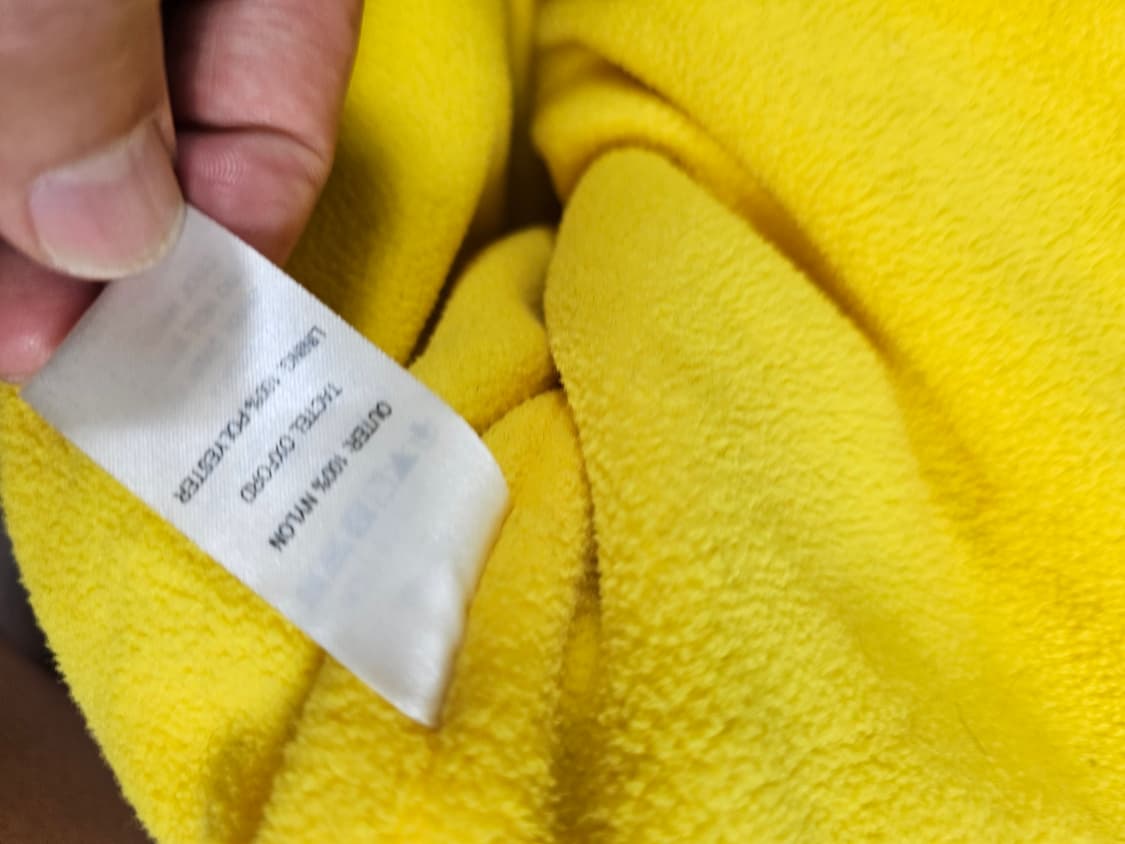 OUTER: 100% NYLON
TACTEL OXFORD
LINING: 100% POLYESTER